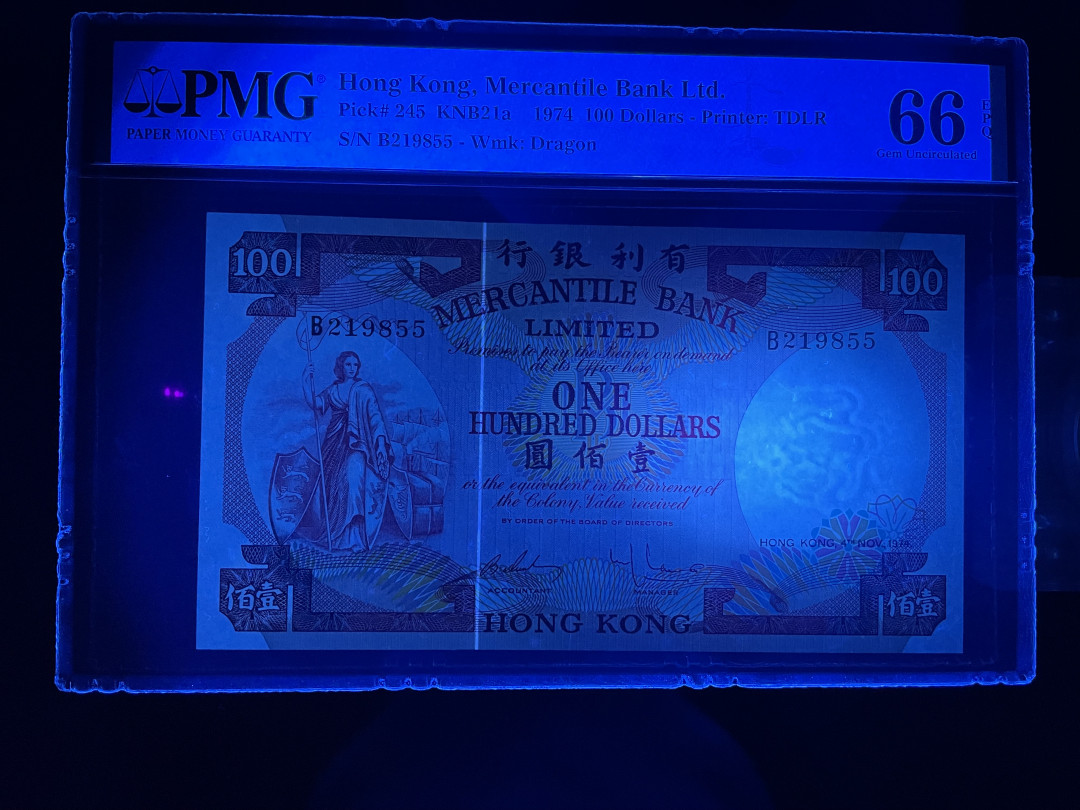 PMG
PAPER MONEY GUARANTY
Hong Kong, Mercantile Bank Ltd.
Pick# 245 KNB21a 1974 100 Dollars - Printer: TDLR
S/N B219855 - Wmk: Dragon
66 EPQ
Gem Uncirculated
100
行銀利有
100
MERCANTILE BANK
B219855
LIMITED
B219855
Promises to pay the Bearer on demand
at its Office here
ONE
HUNDRED DOLLARS
圓佰壹
or the equivalent in the Currency of
the Colony, Value received
BY ORDER OF THE BOARD OF DIRECTORS
HONG KONG, 4TH NOV. 1974.
ACCOUNTANT
MANAGER
佰壹
HONG KONG
佰壹